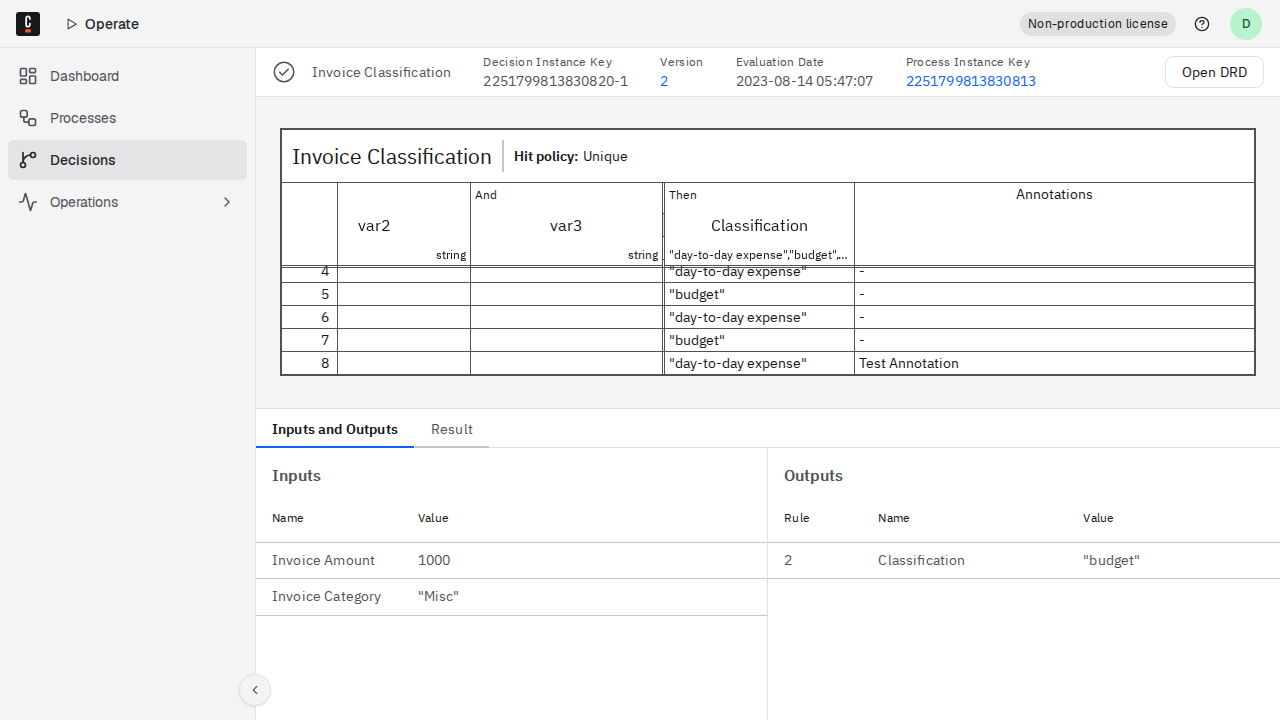 Operate
Non-production license
D
Dashboard
Processes
Decisions
Operations
Invoice Classification
Decision Instance Key
2251799813830820-1
Version
2
Evaluation Date
2023-08-14 05:47:07
Process Instance Key
2251799813830813
Open DRD
Invoice Classification
Hit policy: Unique
And
Then
Annotations
var2
var3
Classification
string
string
"day-to-day expense","budget",...
4 "day-to-day expense" -
5 "budget" -
6 "day-to-day expense" -
7 "budget" -
8 "day-to-day expense" Test Annotation
Inputs and Outputs
Result
Inputs
Name Value
Invoice Amount 1000
Invoice Category "Misc"
Outputs
Rule Name Value
2 Classification "budget"